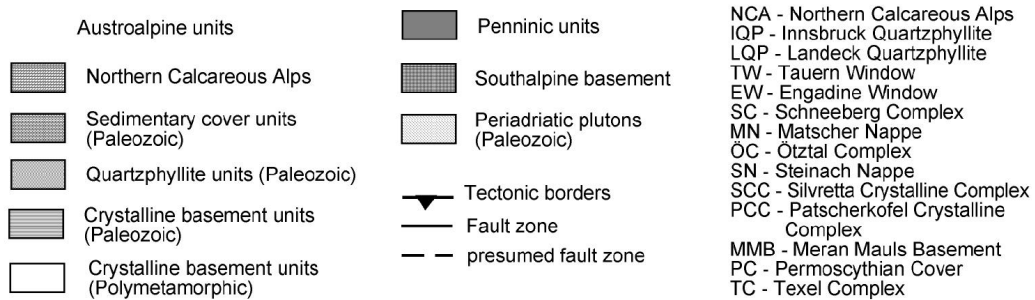 Austroalpine units
Northern Calcareous Alps
Sedimentary cover units
(Paleozoic)
Quartzphyllite units (Paleozoic)
Crystalline basement units
(Paleozoic)
Crystalline basement units
(Polymetamorphic)
Penninic units
Southalpine basement
Periadriatic plutons
(Paleozoic)
Tectonic borders
Fault zone
presumed fault zone
NCA - Northern Calcareous Alps
IQP - Innsbruck Quartzphyllite
LQP - Landeck Quartzphyllite
TW - Tauern Window
EW - Engadine Window
SC - Schneeberg Complex
MN - Matscher Nappe
ÖC - Ötztal Complex
SN - Steinach Nappe
SCC - Silvretta Crystalline Complex
PCC - Patscherkofel Crystalline
Complex
MMB - Meran Mauls Basement
PC - Permoscythian Cover
TC - Texel Complex